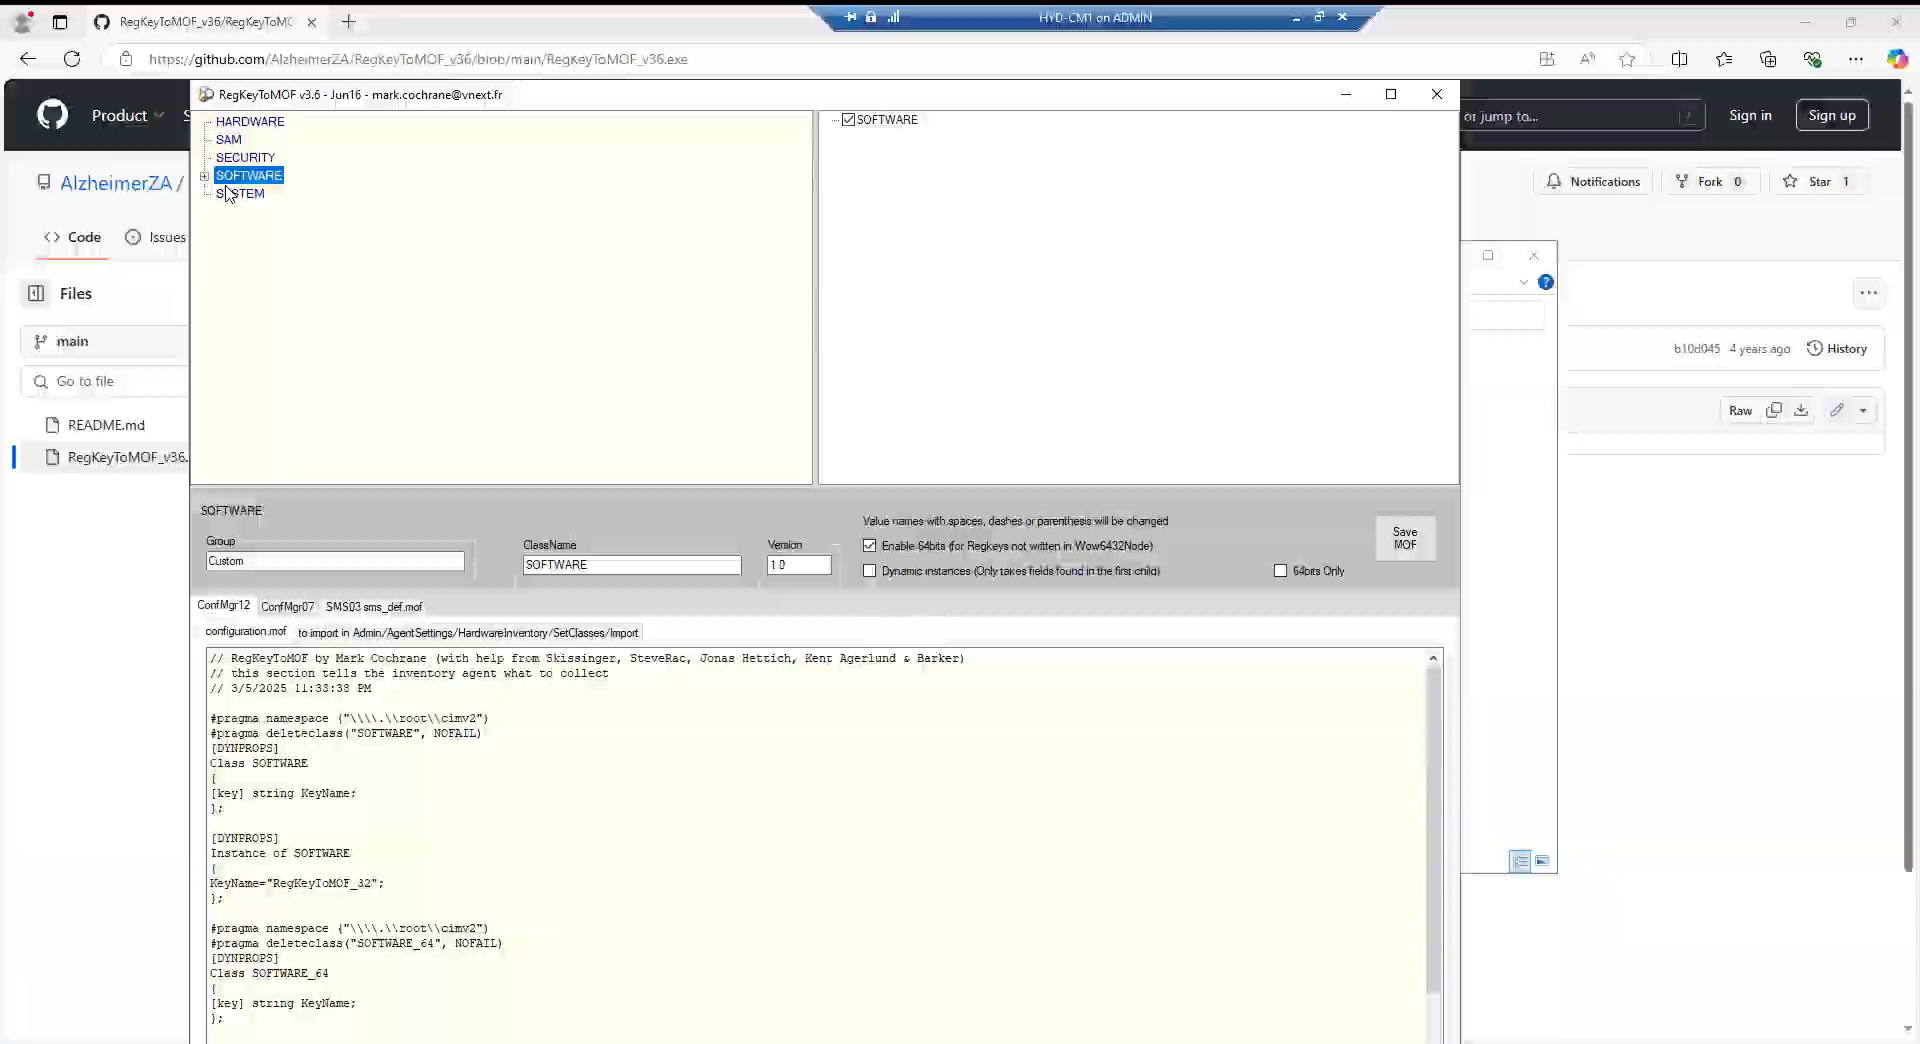 RegKeyToMOF_v36/RegKeyToMO
HYD-CM1 on ADMIN
https://github.com/AlzheimerZA/RegKeyToMOF_v36/blob/main/RegKeyToMOF_v36.exe
Product
S
or jump to...
/
Sign in
Sign up
RegKeyToMOF v3.6 - Jun16 - mark.cochrane@vnext.fr
HARDWARE
SAM
SECURITY
SOFTWARE
SYSTEM
SOFTWARE
AlzheimerZA /
Notifications
Fork 0
Star 1
Code
Issues
Files
main
Go to file
README.md
RegKeyToMOF_v36.
b10d045 4 years ago
History
Raw
SOFTWARE
Group
Custom
ClassName
SOFTWARE
Version
1.0
Value names with spaces, dashes or parenthesis will be changed
Enable 64bits (for Regkeys not written in Wow6432Node)
Dynamic instances (Only takes fields found in the first child)
64bits Only
Save
MOF
ConfMgr12
ConfMgr07
SMS03 sms_def.mof
configuration.mof
to import in Admin/AgentSettings/HardwareInventory/SetClasses/Import
// RegKeyToMOF by Mark Cochrane (with help from Skissinger, SteveRac, Jonas Hettich, Kent Agerlund & Barker)
// this section tells the inventory agent what to collect
// 3/5/2025 11:33:38 PM
#pragma namespace ("\\\\.\\root\\cimv2")
#pragma deleteclass("SOFTWARE", NOFAIL)
[DYNPROPS]
Class SOFTWARE
{
[key] string KeyName;
};
[DYNPROPS]
Instance of SOFTWARE
{
KeyName="RegKeyToMOF_32";
};
#pragma namespace ("\\\\.\\root\\cimv2")
#pragma deleteclass("SOFTWARE_64", NOFAIL)
[DYNPROPS]
Class SOFTWARE_64
{
[key] string KeyName;
};